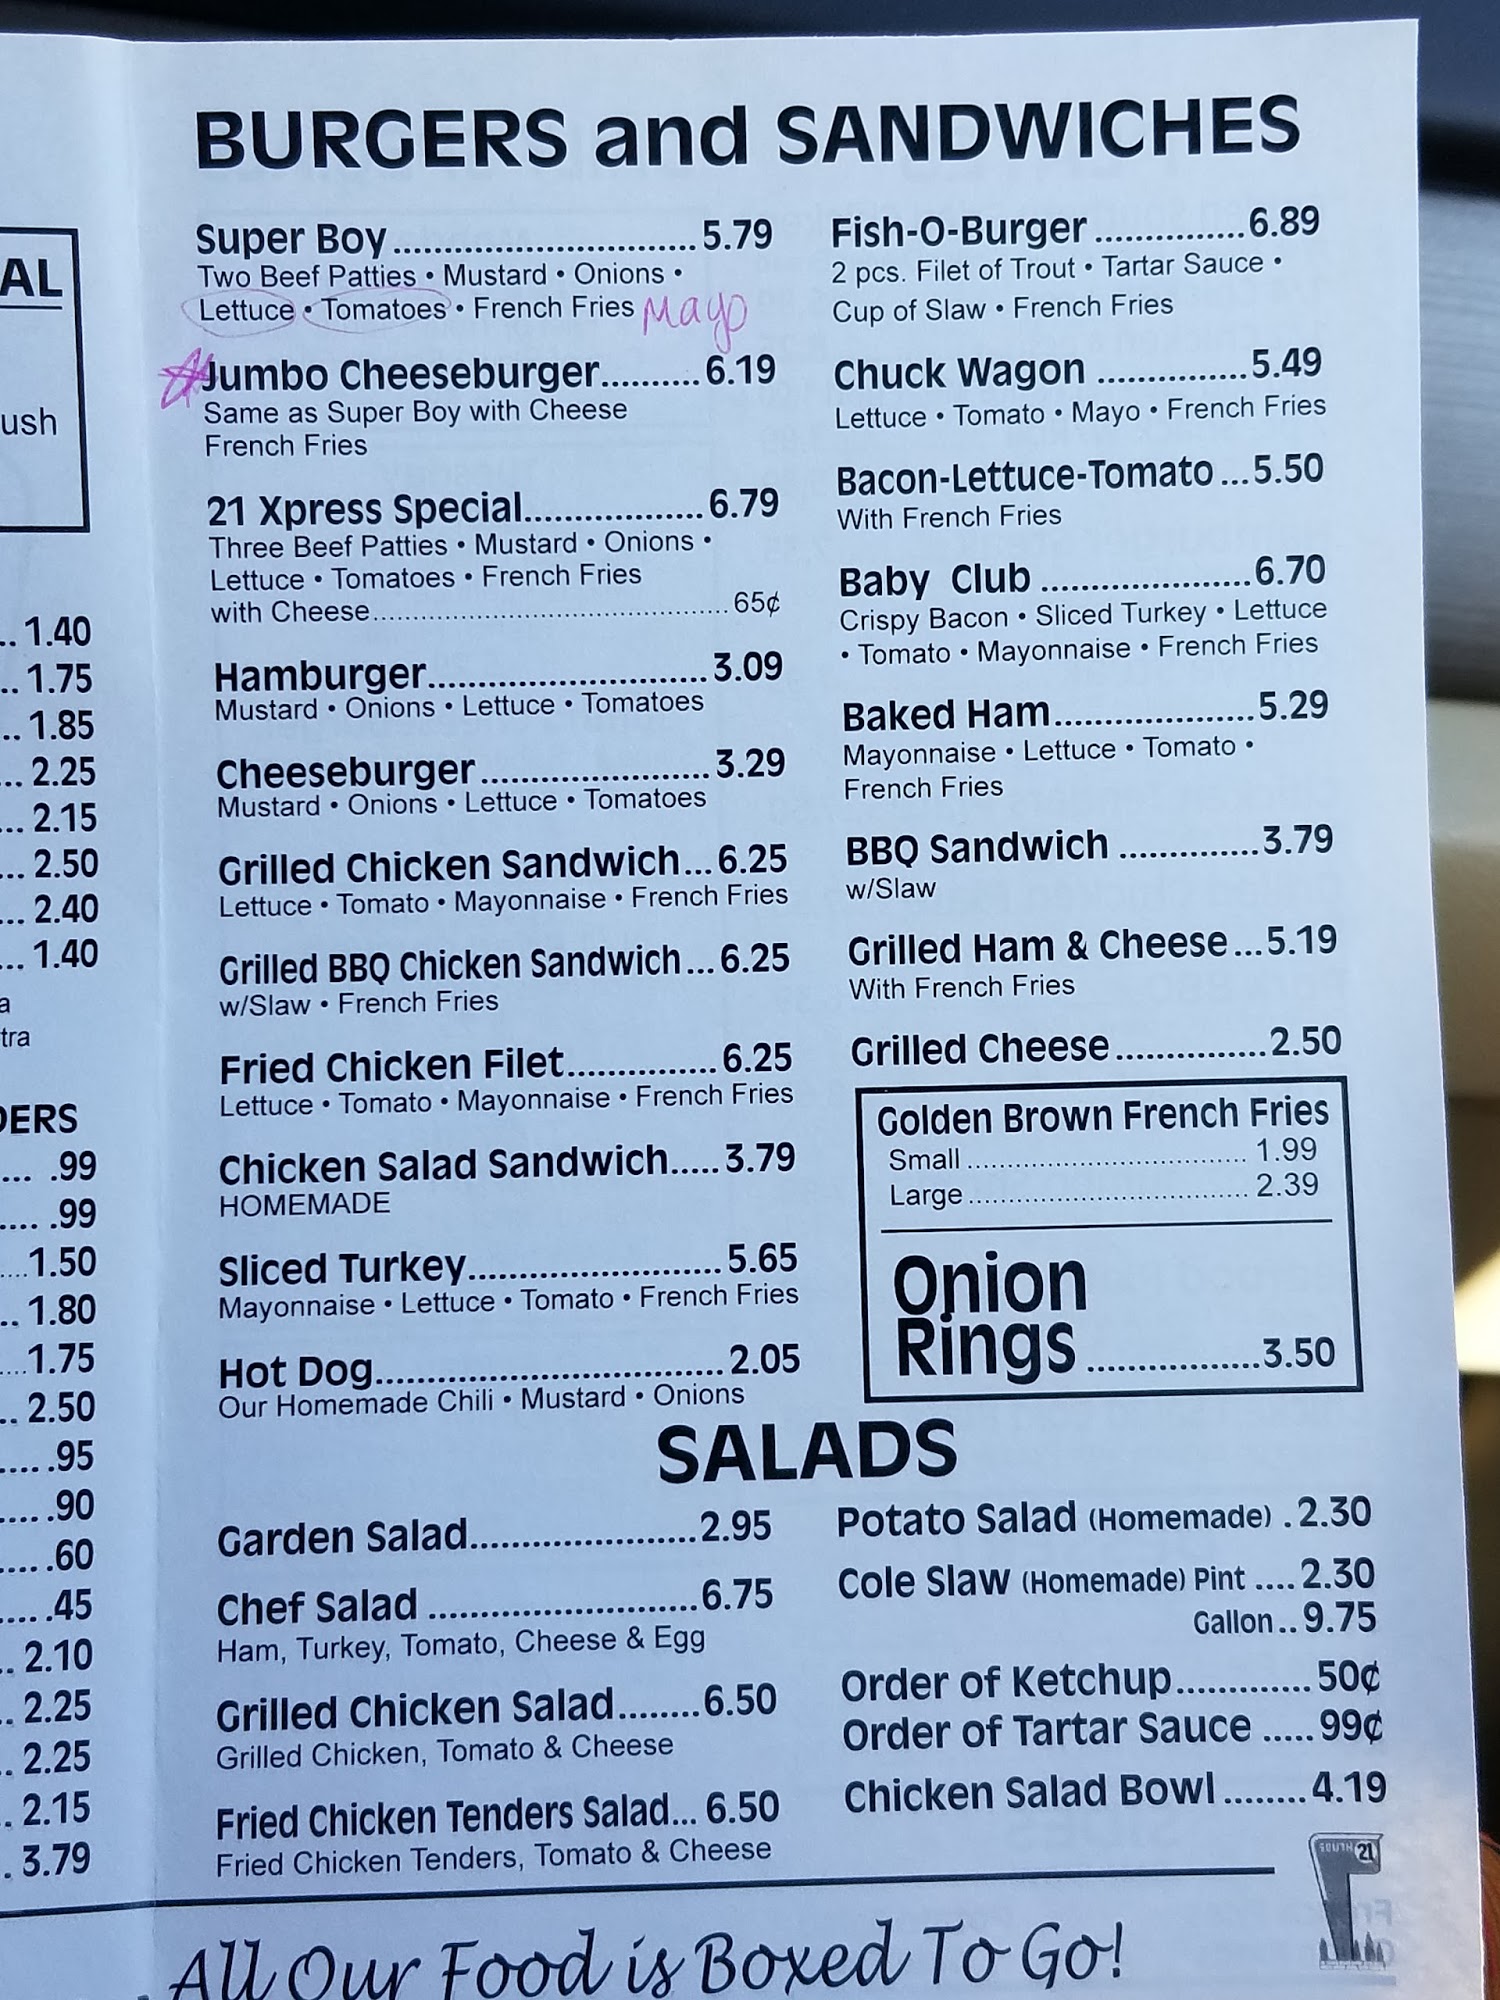 AL
ush
.. 1.40
.. 1.75
.. 1.85
... 2.25
... 2.15
... 2.50
... 2.40
... 1.40
a
tra
DERS
... .99
.... .99
....1.50
.. 1.80
....1.75
.. 2.50
.... .95
.... .90
.... .60
.... .45
.. 2.10
.. 2.25
.. 2.25
.. 2.15
. 3.79
BURGERS and SANDWICHES
Super Boy..............................5.79
Two Beef Patties • Mustard • Onions •
Lettuce • Tomatoes • French Fries Mayo
Jumbo Cheeseburger..........6.19
Same as Super Boy with Cheese
French Fries
21 Xpress Special..................6.79
Three Beef Patties • Mustard • Onions •
Lettuce • Tomatoes • French Fries
with Cheese........................................65¢
Hamburger............................3.09
Mustard • Onions • Lettuce • Tomatoes
Cheeseburger.......................3.29
Mustard • Onions • Lettuce • Tomatoes
Grilled Chicken Sandwich...6.25
Lettuce • Tomato • Mayonnaise • French Fries
Grilled BBQ Chicken Sandwich...6.25
w/Slaw • French Fries
Fried Chicken Filet...............6.25
Lettuce • Tomato • Mayonnaise • French Fries
Chicken Salad Sandwich.....3.79
HOMEMADE
Sliced Turkey.........................5.65
Mayonnaise • Lettuce • Tomato • French Fries
Hot Dog...................................2.05
Our Homemade Chili • Mustard • Onions
Fish-O-Burger ...............6.89
2 pcs. Filet of Trout • Tartar Sauce •
Cup of Slaw • French Fries
Chuck Wagon ...............5.49
Lettuce • Tomato • Mayo • French Fries
Bacon-Lettuce-Tomato ...5.50
With French Fries
Baby Club .....................6.70
Crispy Bacon • Sliced Turkey • Lettuce
• Tomato • Mayonnaise • French Fries
Baked Ham....................5.29
Mayonnaise • Lettuce • Tomato •
French Fries
BBQ Sandwich ..............3.79
w/Slaw
Grilled Ham & Cheese...5.19
With French Fries
Grilled Cheese...............2.50
Golden Brown French Fries
Small ..................................... 1.99
Large..................................... 2.39
Onion
Rings .................3.50
SALADS
Garden Salad.......................2.95
Chef Salad ...........................6.75
Ham, Turkey, Tomato, Cheese & Egg
Grilled Chicken Salad........6.50
Grilled Chicken, Tomato & Cheese
Fried Chicken Tenders Salad... 6.50
Fried Chicken Tenders, Tomato & Cheese
Potato Salad (Homemade) .2.30
Cole Slaw (Homemade) Pint ....2.30
Gallon..9.75
Order of Ketchup............. 50¢
Order of Tartar Sauce ..... 99¢
Chicken Salad Bowl........4.19
SOUTH 21
All Our Food is Boxed To Go!